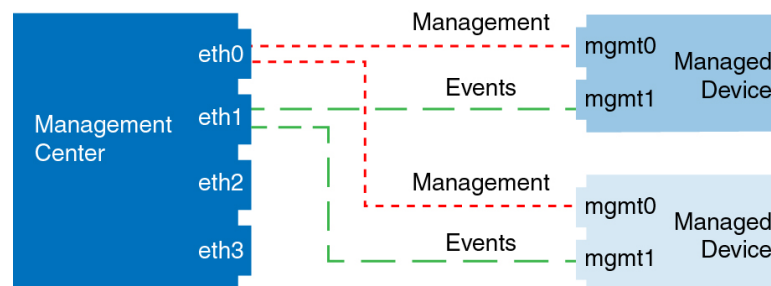 Management
eth0
mgmt0
Managed
Device
Events
mgmt1
eth1
Management
Center
eth2
Management
mgmt0
Managed
Device
eth3
Events
mgmt1